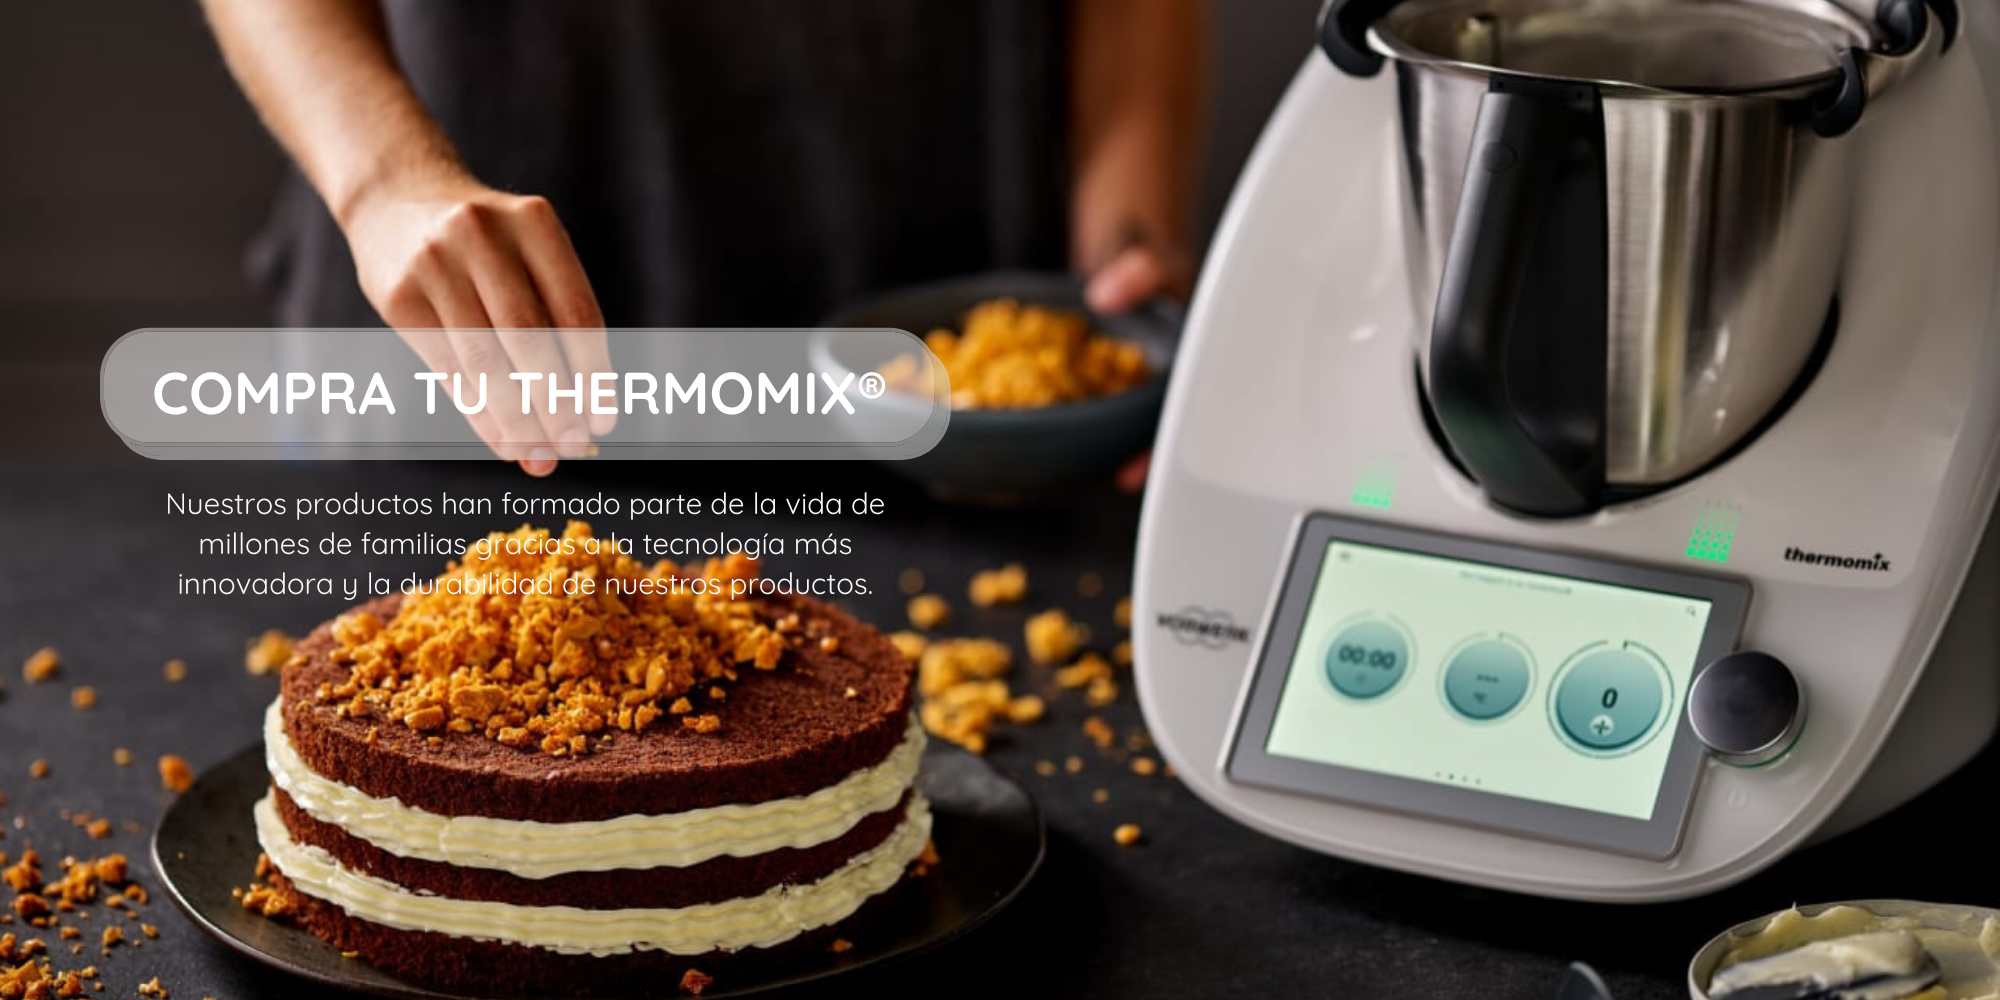 COMPRA TU THERMOMIX®
Nuestros productos han formado parte de la vida de
millones de familias gracias a la tecnología más
innovadora y la durabilidad de nuestros productos.
thermomix
VORWERK
00:00
0